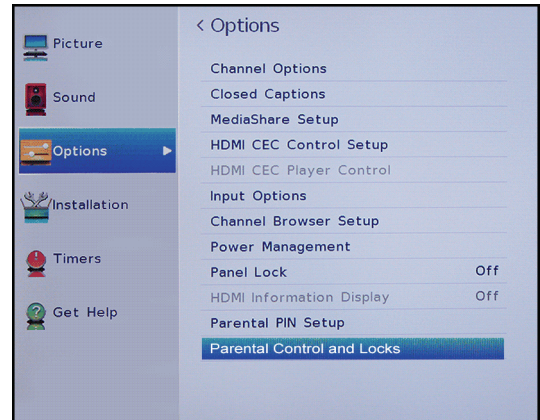 Picture
Sound
Options
Installation
Timers
Get Help
< Options
Channel Options
Closed Captions
MediaShare Setup
HDMI CEC Control Setup
HDMI CEC Player Control
Input Options
Channel Browser Setup
Power Management
Panel Lock Off
HDMI Information Display Off
Parental PIN Setup
Parental Control and Locks